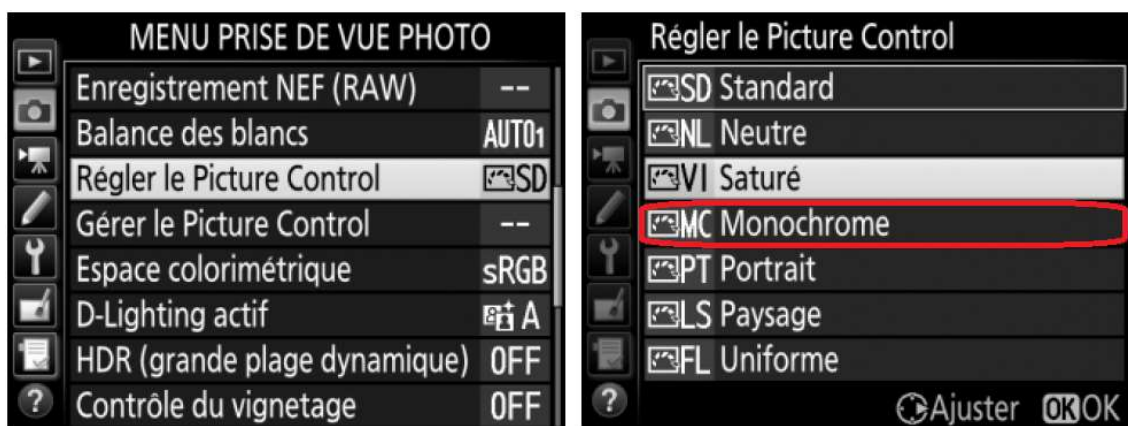 MENU PRISE DE VUE PHOTO
Enregistrement NEF (RAW) --
Balance des blancs AUTO1
Régler le Picture Control SD
Gérer le Picture Control --
Espace colorimétrique sRGB
D-Lighting actif A
HDR (grande plage dynamique) OFF
Contrôle du vignetage OFF
?
Régler le Picture Control
SD Standard
NL Neutre
VI Saturé
MC Monochrome
PT Portrait
LS Paysage
FL Uniforme
? Ajuster OK OK